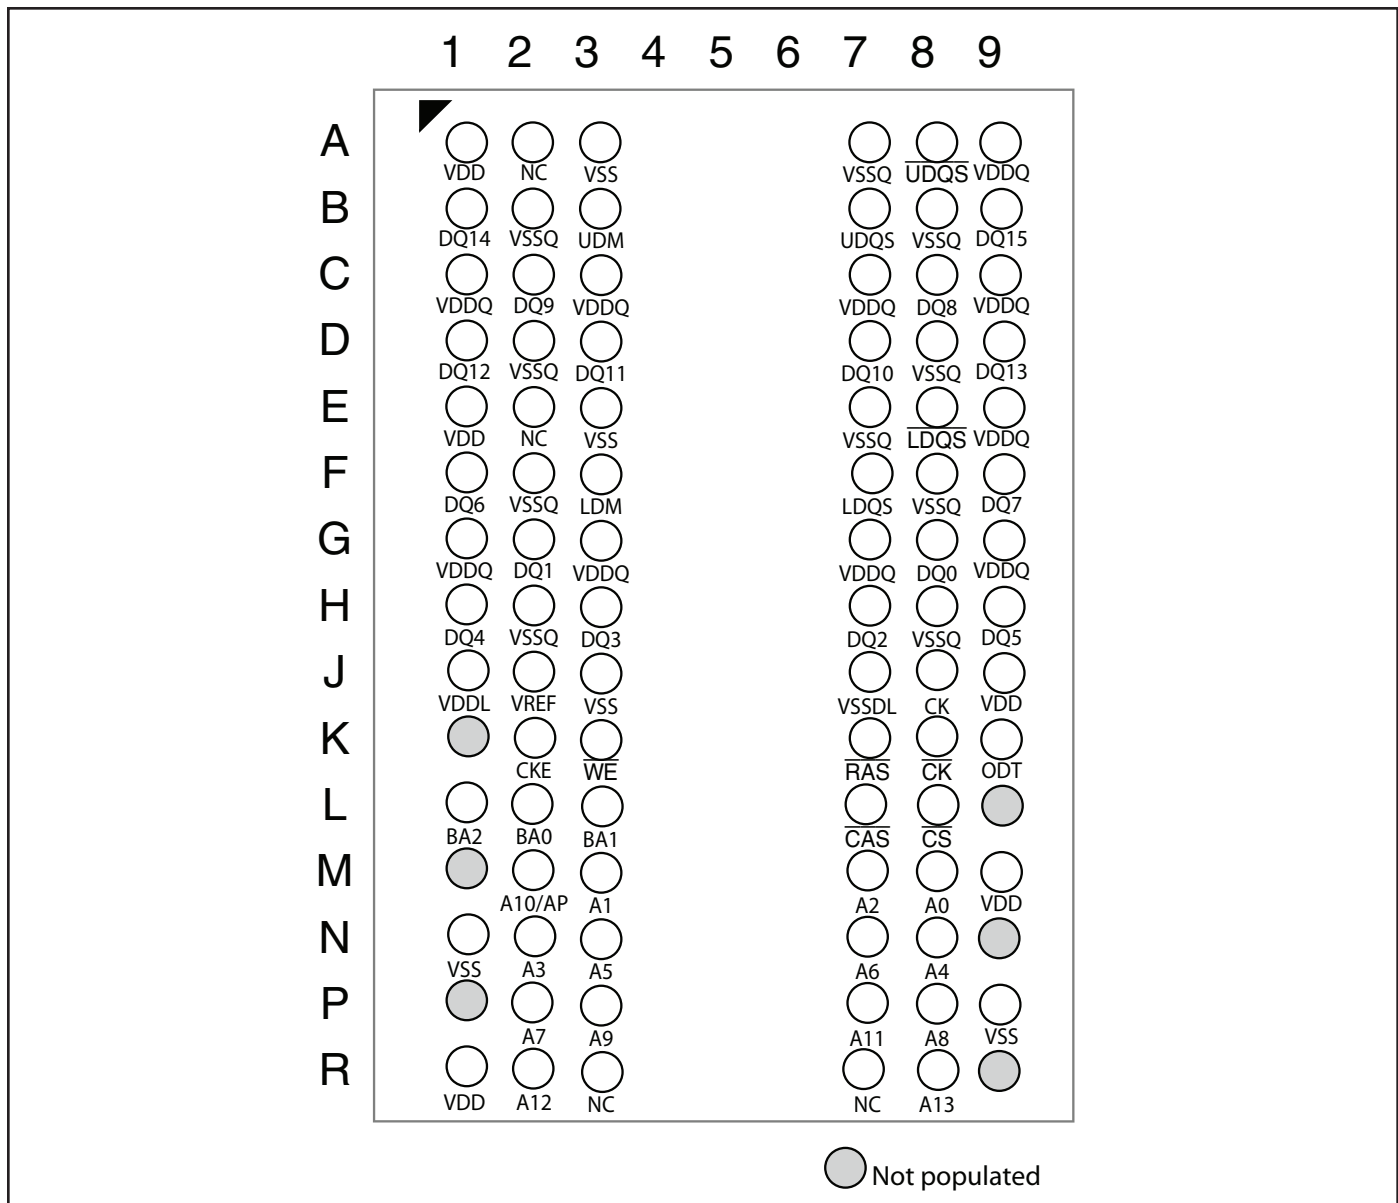 1 2 3 4 5 6 7 8 9
A
VDD NC VSS VSSQ UDQS VDDQ
B
DQ14 VSSQ UDM UDQS VSSQ DQ15
C
VDDQ DQ9 VDDQ VDDQ DQ8 VDDQ
D
DQ12 VSSQ DQ11 DQ10 VSSQ DQ13
E
VDD NC VSS VSSQ LDQS VDDQ
F
DQ6 VSSQ LDM LDQS VSSQ DQ7
G
VDDQ DQ1 VDDQ VDDQ DQ0 VDDQ
H
DQ4 VSSQ DQ3 DQ2 VSSQ DQ5
J
VDDL VREF VSS VSSDL CK VDD
K
CKE WE RAS CK ODT
L
BA2 BA0 BA1 CAS CS
M
A10/AP A1 A2 A0 VDD
N
VSS A3 A5 A6 A4
P
A7 A9 A11 A8 VSS
R
VDD A12 NC NC A13
Not populated